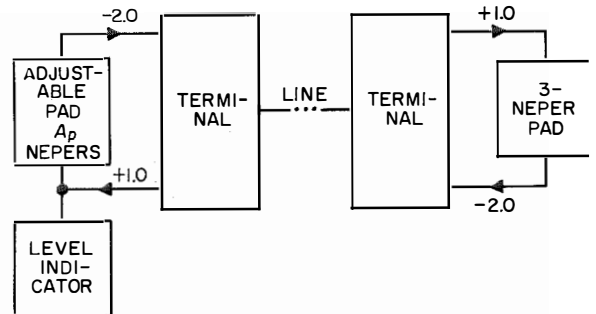 -2.0
ADJUST-
ABLE
PAD
Ap
NEPERS
+1.0
LEVEL
INDI-
CATOR
TERMI-
NAL
LINE
TERMI-
NAL
+1.0
3-
NEPER
PAD
-2.0